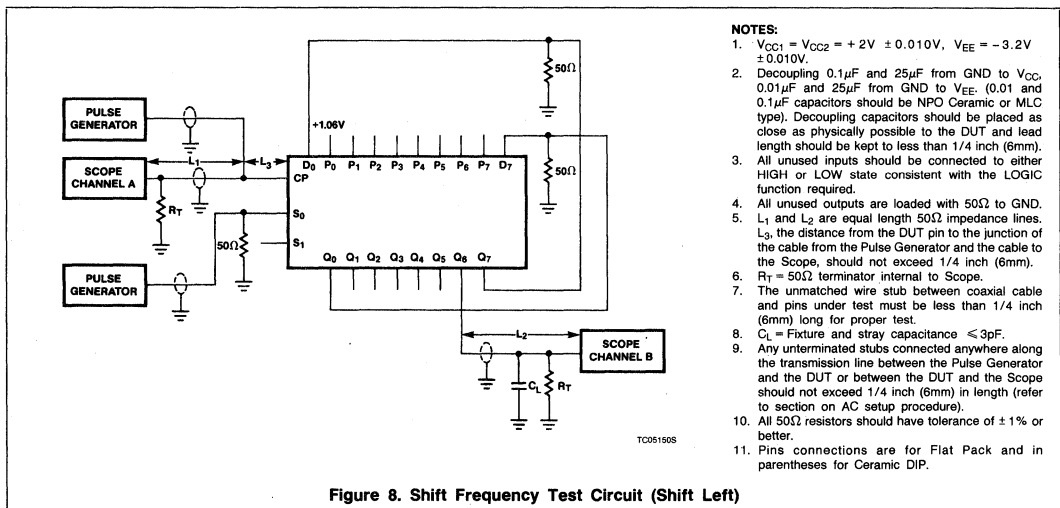 50Ω
PULSE
GENERATOR
+1.06V
D0 P0 P1 P2 P3 P4 P5 P6 P7 D7
50Ω
L1
L3
SCOPE
CHANNEL A
CP
RT
S0
50Ω
S1
Q0 Q1 Q2 Q3 Q4 Q5 Q6 Q7
PULSE
GENERATOR
L2
SCOPE
CHANNEL B
CL
RT
TC05150S
NOTES:
1. VCC1 = VCC2 = +2V ±0.010V, VEE = −3.2V
±0.010V.
2. Decoupling 0.1μF and 25μF from GND to VCC,
0.01μF and 25μF from GND to VEE. (0.01 and
0.1μF capacitors should be NPO Ceramic or MLC
type). Decoupling capacitors should be placed as
close as physically possible to the DUT and lead
length should be kept to less than 1/4 inch (6mm).
3. All unused inputs should be connected to either
HIGH or LOW state consistent with the LOGIC
function required.
4. All unused outputs are loaded with 50Ω to GND.
5. L1 and L2 are equal length 50Ω impedance lines.
L3, the distance from the DUT pin to the junction of
the cable from the Pulse Generator and the cable to
the Scope, should not exceed 1/4 inch (6mm).
6. RT = 50Ω terminator internal to Scope.
7. The unmatched wire stub between coaxial cable
and pins under test must be less than 1/4 inch
(6mm) long for proper test.
8. CL = Fixture and stray capacitance ≤ 3pF.
9. Any unterminated stubs connected anywhere along
the transmission line between the Pulse Generator
and the DUT or between the DUT and the Scope
should not exceed 1/4 inch (6mm) in length (refer
to section on AC setup procedure).
10. All 50Ω resistors should have tolerance of ±1% or
better.
11. Pins connections are for Flat Pack and in
parentheses for Ceramic DIP.
Figure 8. Shift Frequency Test Circuit (Shift Left)